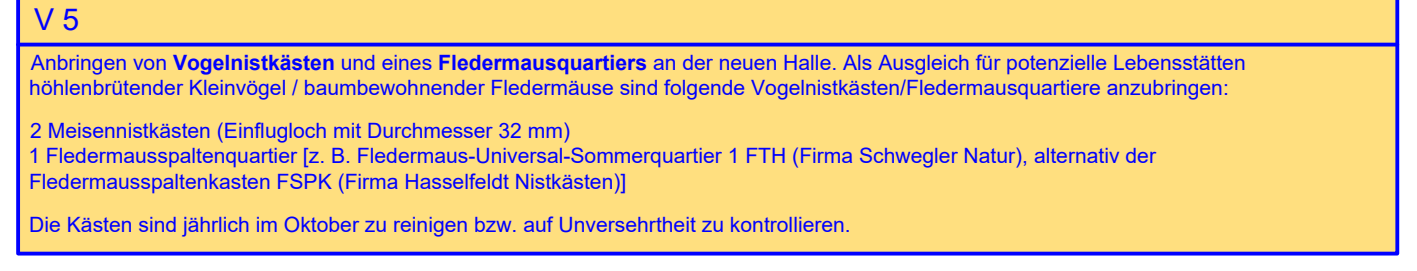 V 5
Anbringen von Vogelnistkästen und eines Fledermausquartiers an der neuen Halle. Als Ausgleich für potenzielle Lebensstätten
höhlenbrütender Kleinvögel / baumbewohnender Fledermäuse sind folgende Vogelnistkästen/Fledermausquartiere anzubringen:
2 Meisennistkästen (Einflugloch mit Durchmesser 32 mm)
1 Fledermausspaltenquartier [z. B. Fledermaus-Universal-Sommerquartier 1 FTH (Firma Schwegler Natur), alternativ der
Fledermausspaltenkasten FSPK (Firma Hasselfeldt Nistkästen)]
Die Kästen sind jährlich im Oktober zu reinigen bzw. auf Unversehrtheit zu kontrollieren.